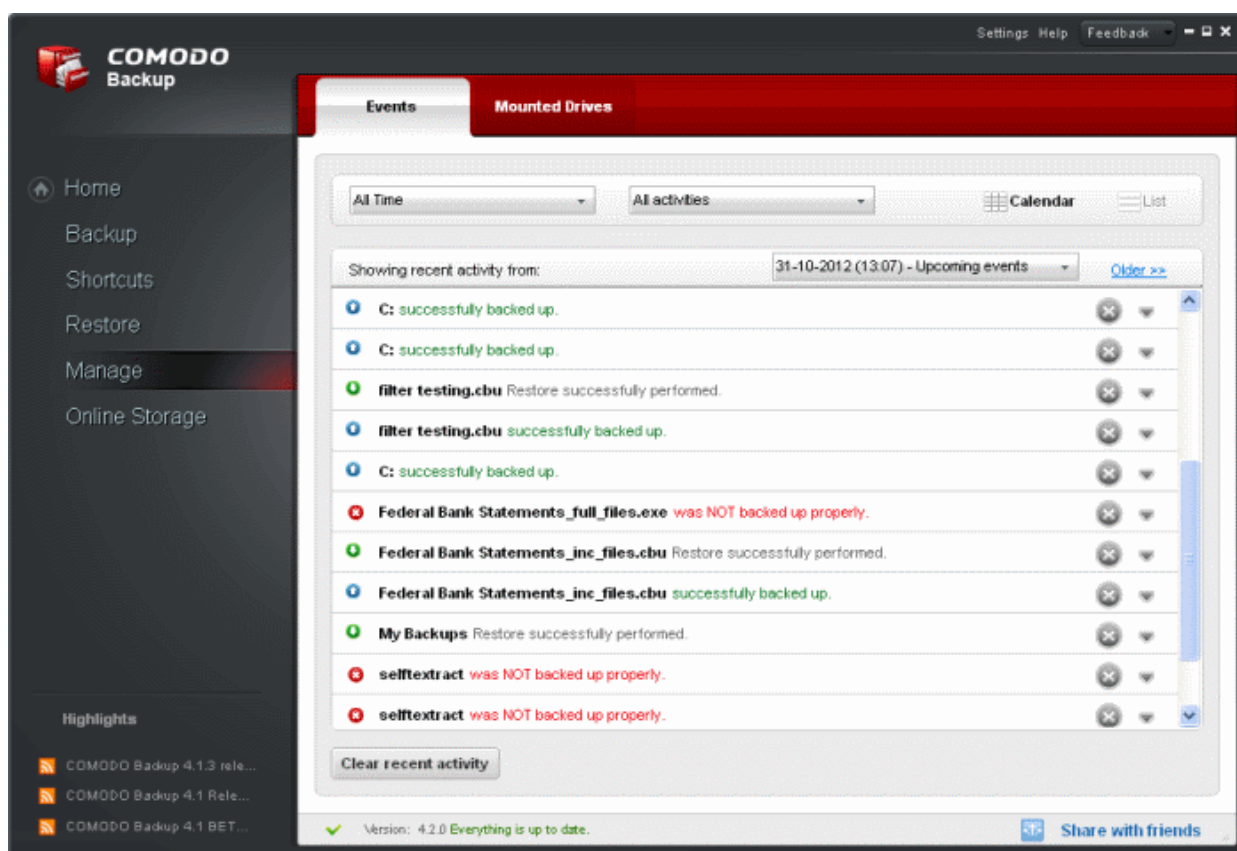 Settings Help Feedback
COMODO
Backup
Events Mounted Drives
Home
Backup
Shortcuts
Restore
Manage
Online Storage
All Time All activities Calendar List
Showing recent activity from: 31-10-2012 (13:07) - Upcoming events Older >>
C: successfully backed up.
C: successfully backed up.
filter testing.cbu Restore successfully performed.
filter testing.cbu successfully backed up.
C: successfully backed up.
Federal Bank Statements_full_files.exe was NOT backed up properly.
Federal Bank Statements_inc_files.cbu Restore successfully performed.
Federal Bank Statements_inc_files.cbu successfully backed up.
My Backups Restore successfully performed.
selftextract was NOT backed up properly.
selftextract was NOT backed up properly.
Clear recent activity
Highlights
COMODO Backup 4.1.3 rele...
COMODO Backup 4.1 Rele...
COMODO Backup 4.1 BET...
Version: 4.2.0 Everything is up to date. Share with friends